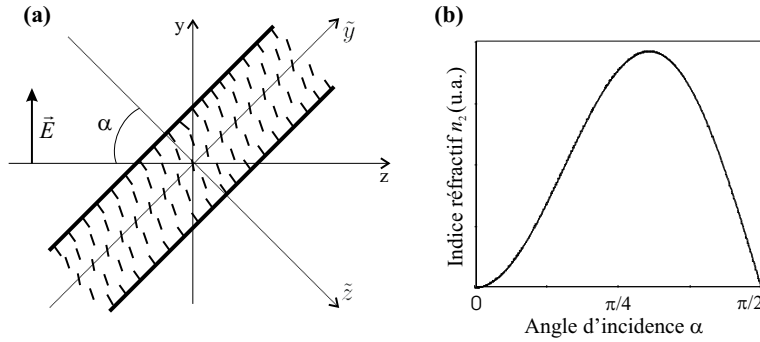 (a)
y
ỹ
E⃗
α
z
z̃
(b)
Indice réfractif n₂ (u.a.)
0
π/4
π/2
Angle d'incidence α